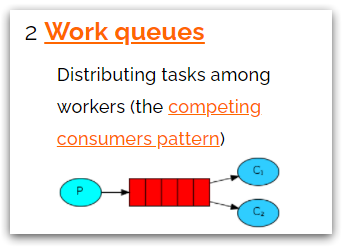 2 Work queues
Distributing tasks among
workers (the competing
consumers pattern)
P
C₁
C₂